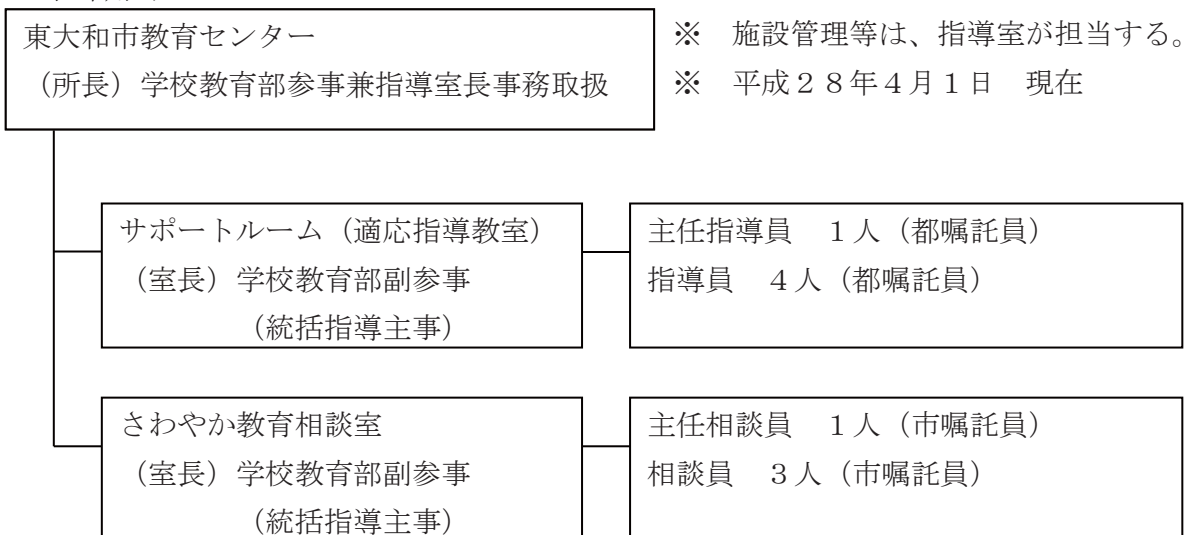 東大和市教育センター
(所長)学校教育部参事兼指導室長事務取扱
※ 施設管理等は、指導室が担当する。
※ 平成28年4月1日 現在
サポートルーム(適応指導教室)
(室長)学校教育部副参事
(統括指導主事)
主任指導員 1人(都嘱託員)
指導員 4人(都嘱託員)
さわやか教育相談室
(室長)学校教育部副参事
(統括指導主事)
主任相談員 1人(市嘱託員)
相談員 3人(市嘱託員)